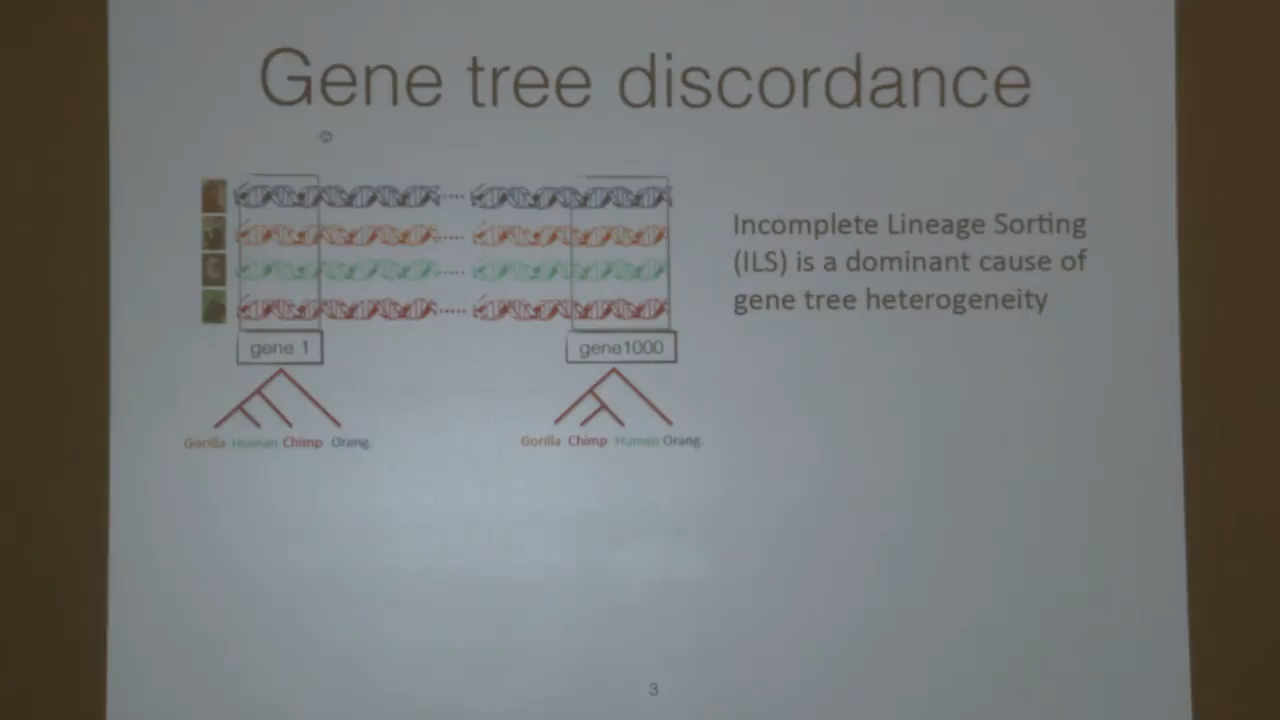 Gene tree discordance
Incomplete Lineage Sorting
(ILS) is a dominant cause of
gene tree heterogeneity
gene 1
gene1000
Gorilla Human Chimp Orang.
Gorilla Chimp Human Orang.
3